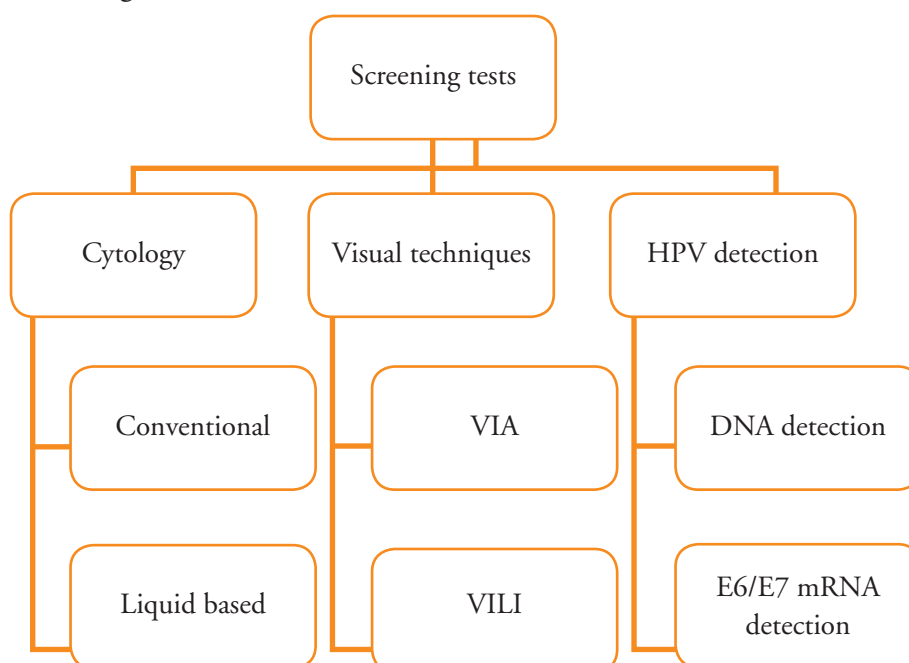 Screening tests
Cytology
Visual techniques
HPV detection
Conventional
VIA
DNA detection
Liquid based
VILI
E6/E7 mRNA
detection